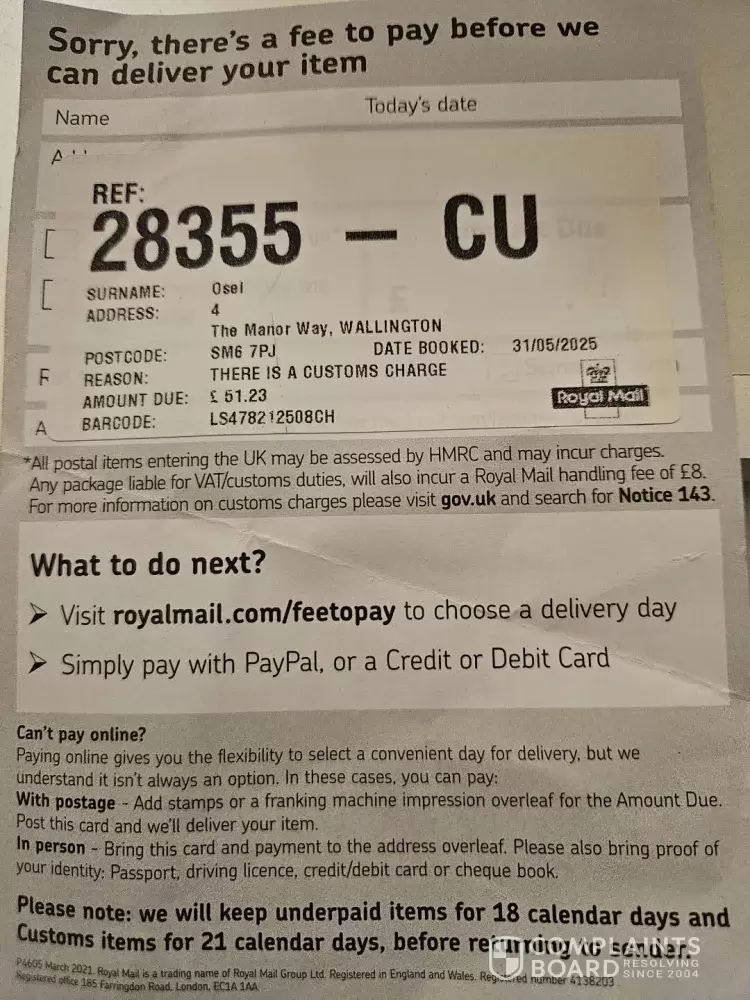 Sorry, there's a fee to pay before we
can deliver your item
Name
Today's date
REF:
28355 – CU
SURNAME: Osei
ADDRESS: 4
The Manor Way, WALLINGTON
POSTCODE: SM6 7PJ DATE BOOKED: 31/05/2025
REASON: THERE IS A CUSTOMS CHARGE
AMOUNT DUE: £ 51.23
BARCODE: LS478212508CH
Royal Mail
F
A
*All postal items entering the UK may be assessed by HMRC and may incur charges.
Any package liable for VAT/customs duties, will also incur a Royal Mail handling fee of £8.
For more information on customs charges please visit gov.uk and search for Notice 143.
What to do next?
➤ Visit royalmail.com/feetopay to choose a delivery day
➤ Simply pay with PayPal, or a Credit or Debit Card
Can't pay online?
Paying online gives you the flexibility to select a convenient day for delivery, but we
understand it isn't always an option. In these cases, you can pay:
With postage - Add stamps or a franking machine impression overleaf for the Amount Due.
Post this card and we'll deliver your item.
In person - Bring this card and payment to the address overleaf. Please also bring proof of
your identity: Passport, driving licence, credit/debit card or cheque book.
Please note: we will keep underpaid items for 18 calendar days and
Customs items for 21 calendar days, before returning to sender.
P4605 March 2021. Royal Mail is a trading name of Royal Mail Group Ltd. Registered in England and Wales. Registered number 4138203
Registered office 185 Farringdon Road, London, EC1A 1AA
COMPLAINTS
BOARD RESOLVING
SINCE 2004